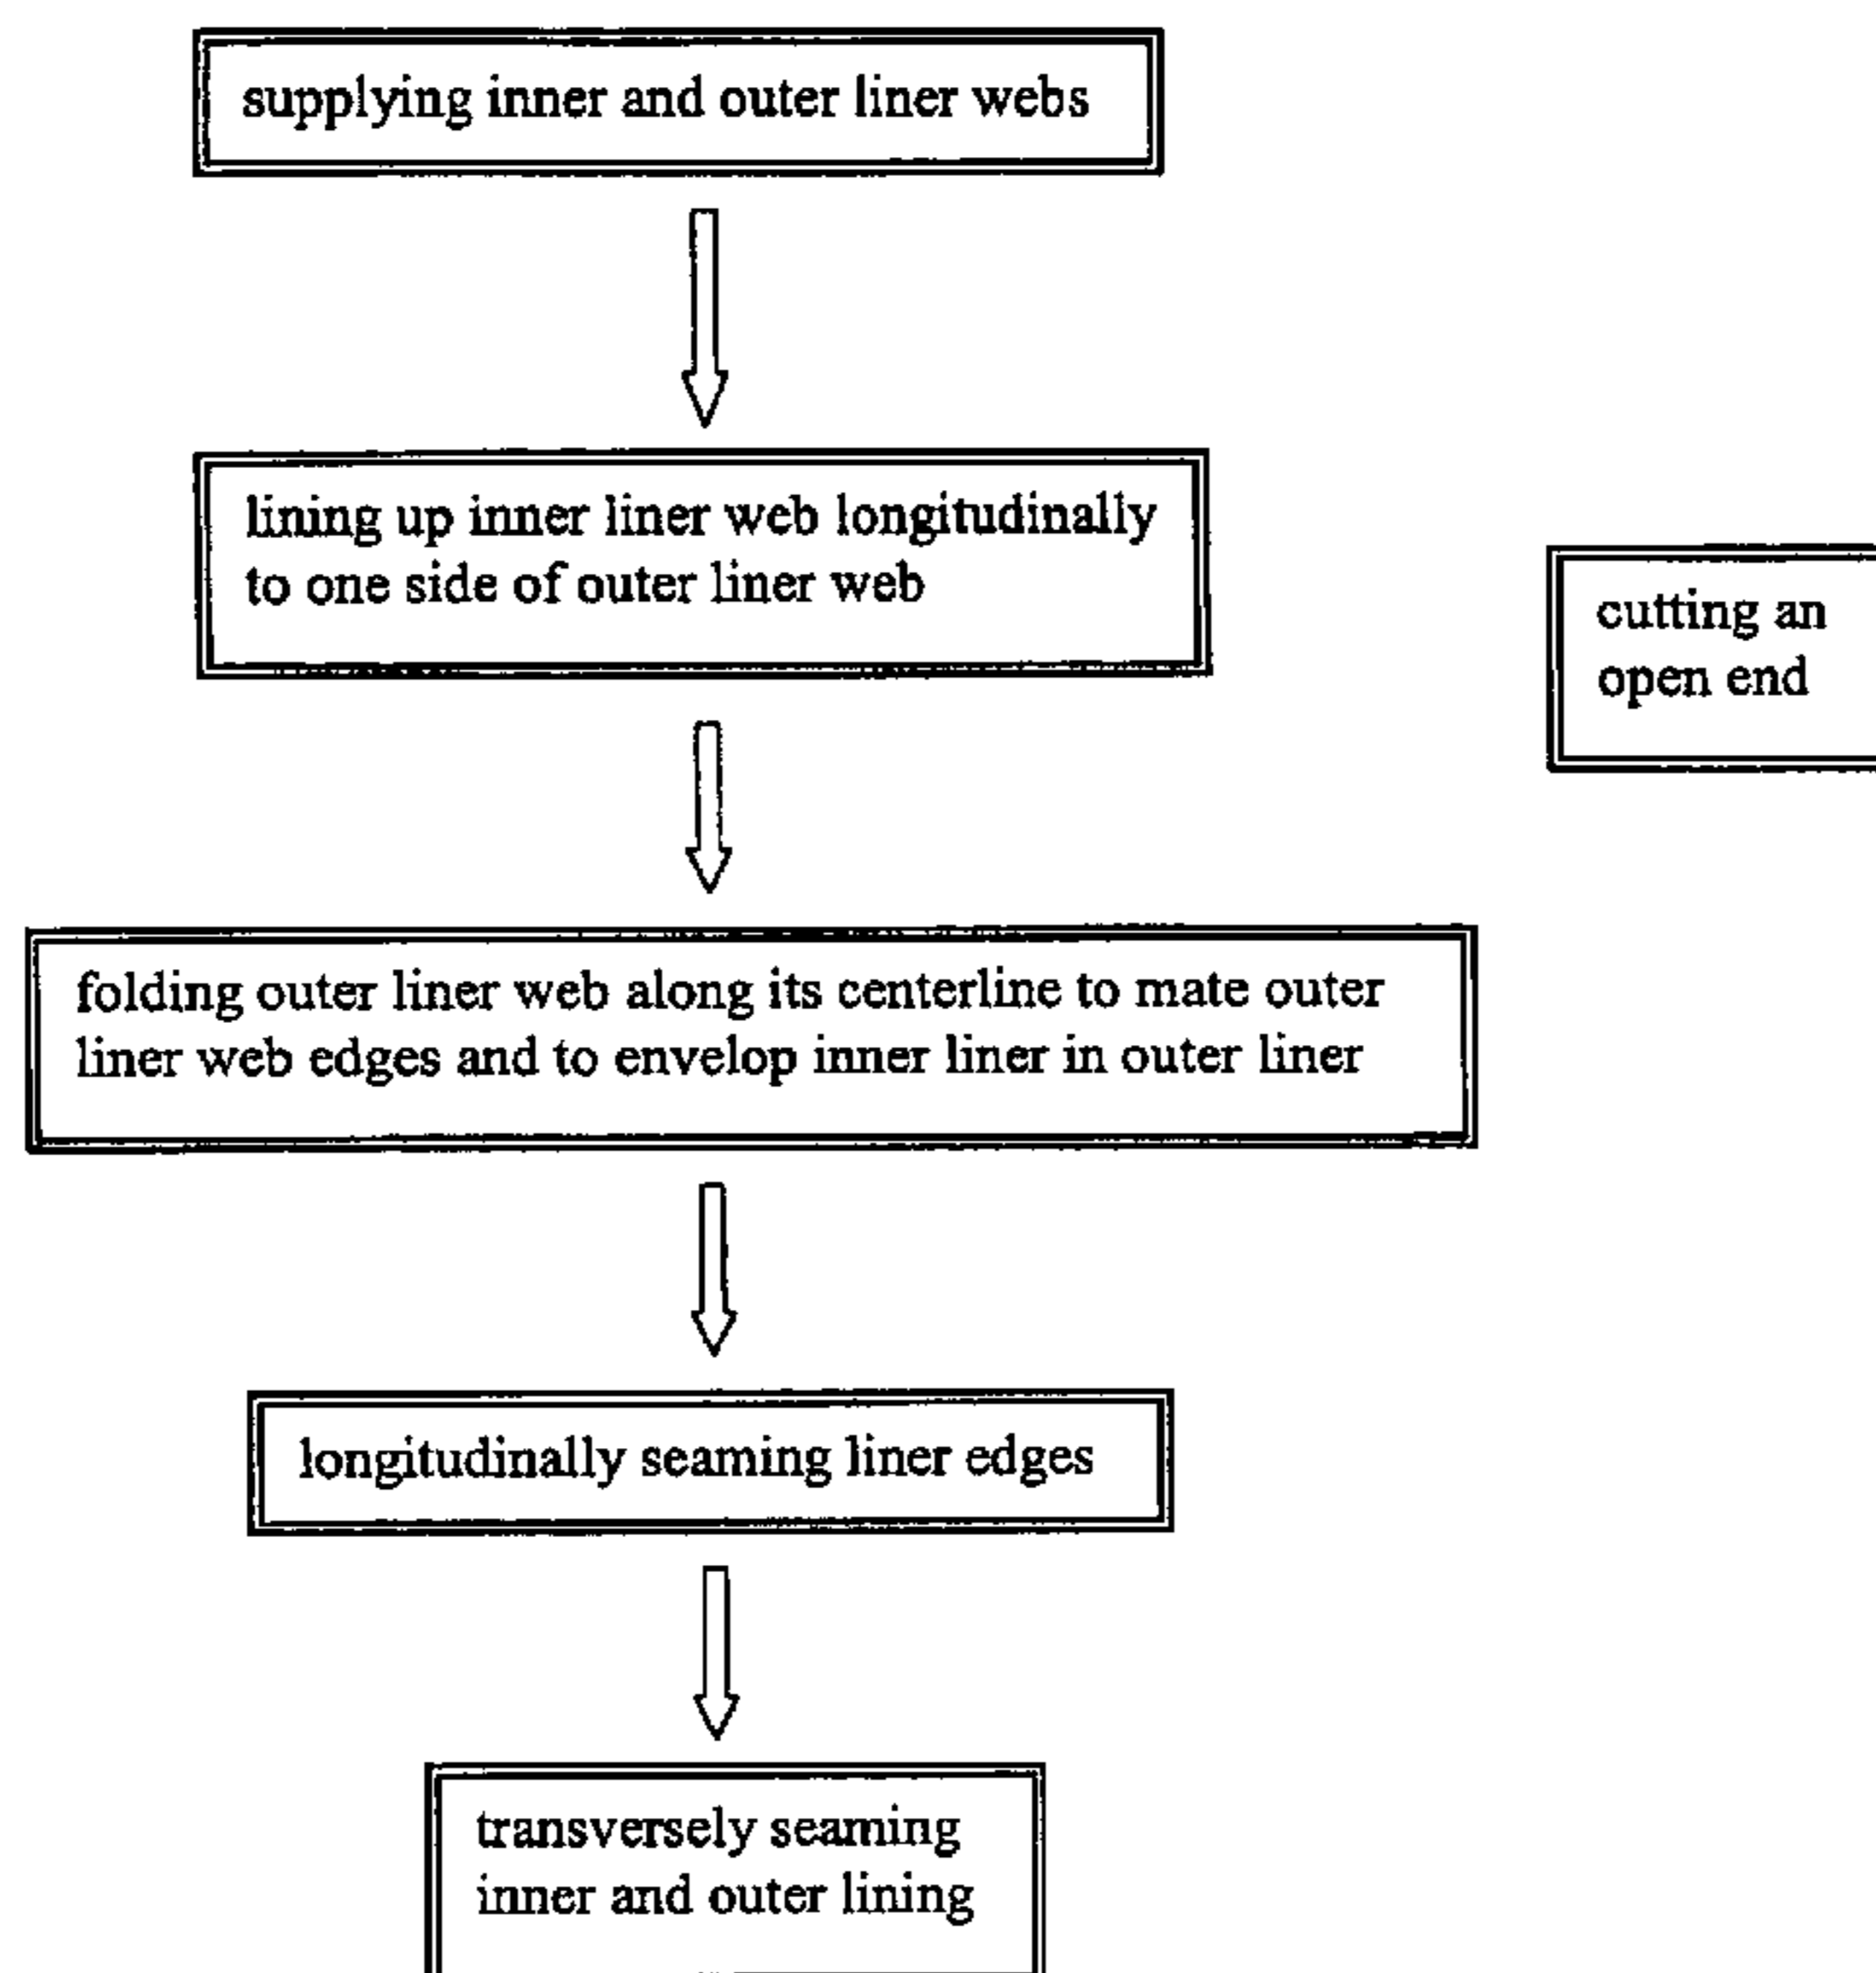 supplying inner and outer liner webs
lining up inner liner web longitudinally
to one side of outer liner web
cutting an
open end
folding outer liner web along its centerline to mate outer
liner web edges and to envelop inner liner in outer liner
longitudinally seaming liner edges
transversely seaming
inner and outer lining